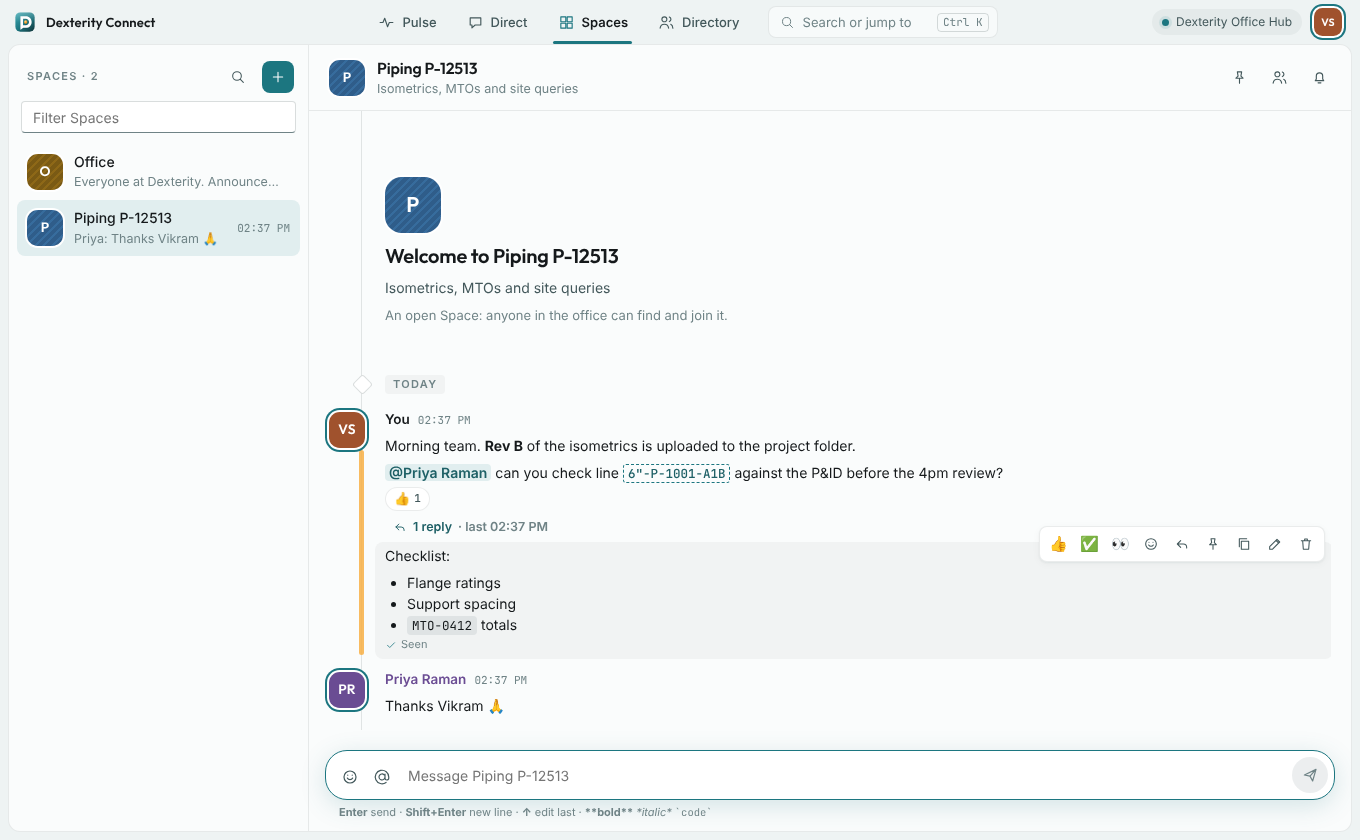 Dexterity Connect
Pulse
Direct
Spaces
Directory
Search or jump to
Ctrl K
Dexterity Office Hub
VS
SPACES · 2
Filter Spaces
O
Office
Everyone at Dexterity. Announce...
P
Piping P-12513
02:37 PM
Priya: Thanks Vikram 🙏
P
Piping P-12513
Isometrics, MTOs and site queries
P
Welcome to Piping P-12513
Isometrics, MTOs and site queries
An open Space: anyone in the office can find and join it.
TODAY
VS
You 02:37 PM
Morning team. Rev B of the isometrics is uploaded to the project folder.
@Priya Raman can you check line 6"-P-1001-A1B against the P&ID before the 4pm review?
👍 1
1 reply · last 02:37 PM
Checklist:
• Flange ratings
• Support spacing
• MTO-0412 totals
Seen
PR
Priya Raman 02:37 PM
Thanks Vikram 🙏
Message Piping P-12513
Enter send · Shift+Enter new line · ↑ edit last · **bold** *italic* `code`